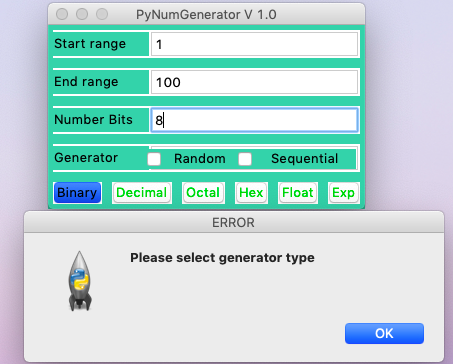 PyNumGenerator V 1.0
Start range 1
End range 100
Number Bits 8
Generator Random Sequential
Binary Decimal Octal Hex Float Exp
ERROR
Please select generator type
OK